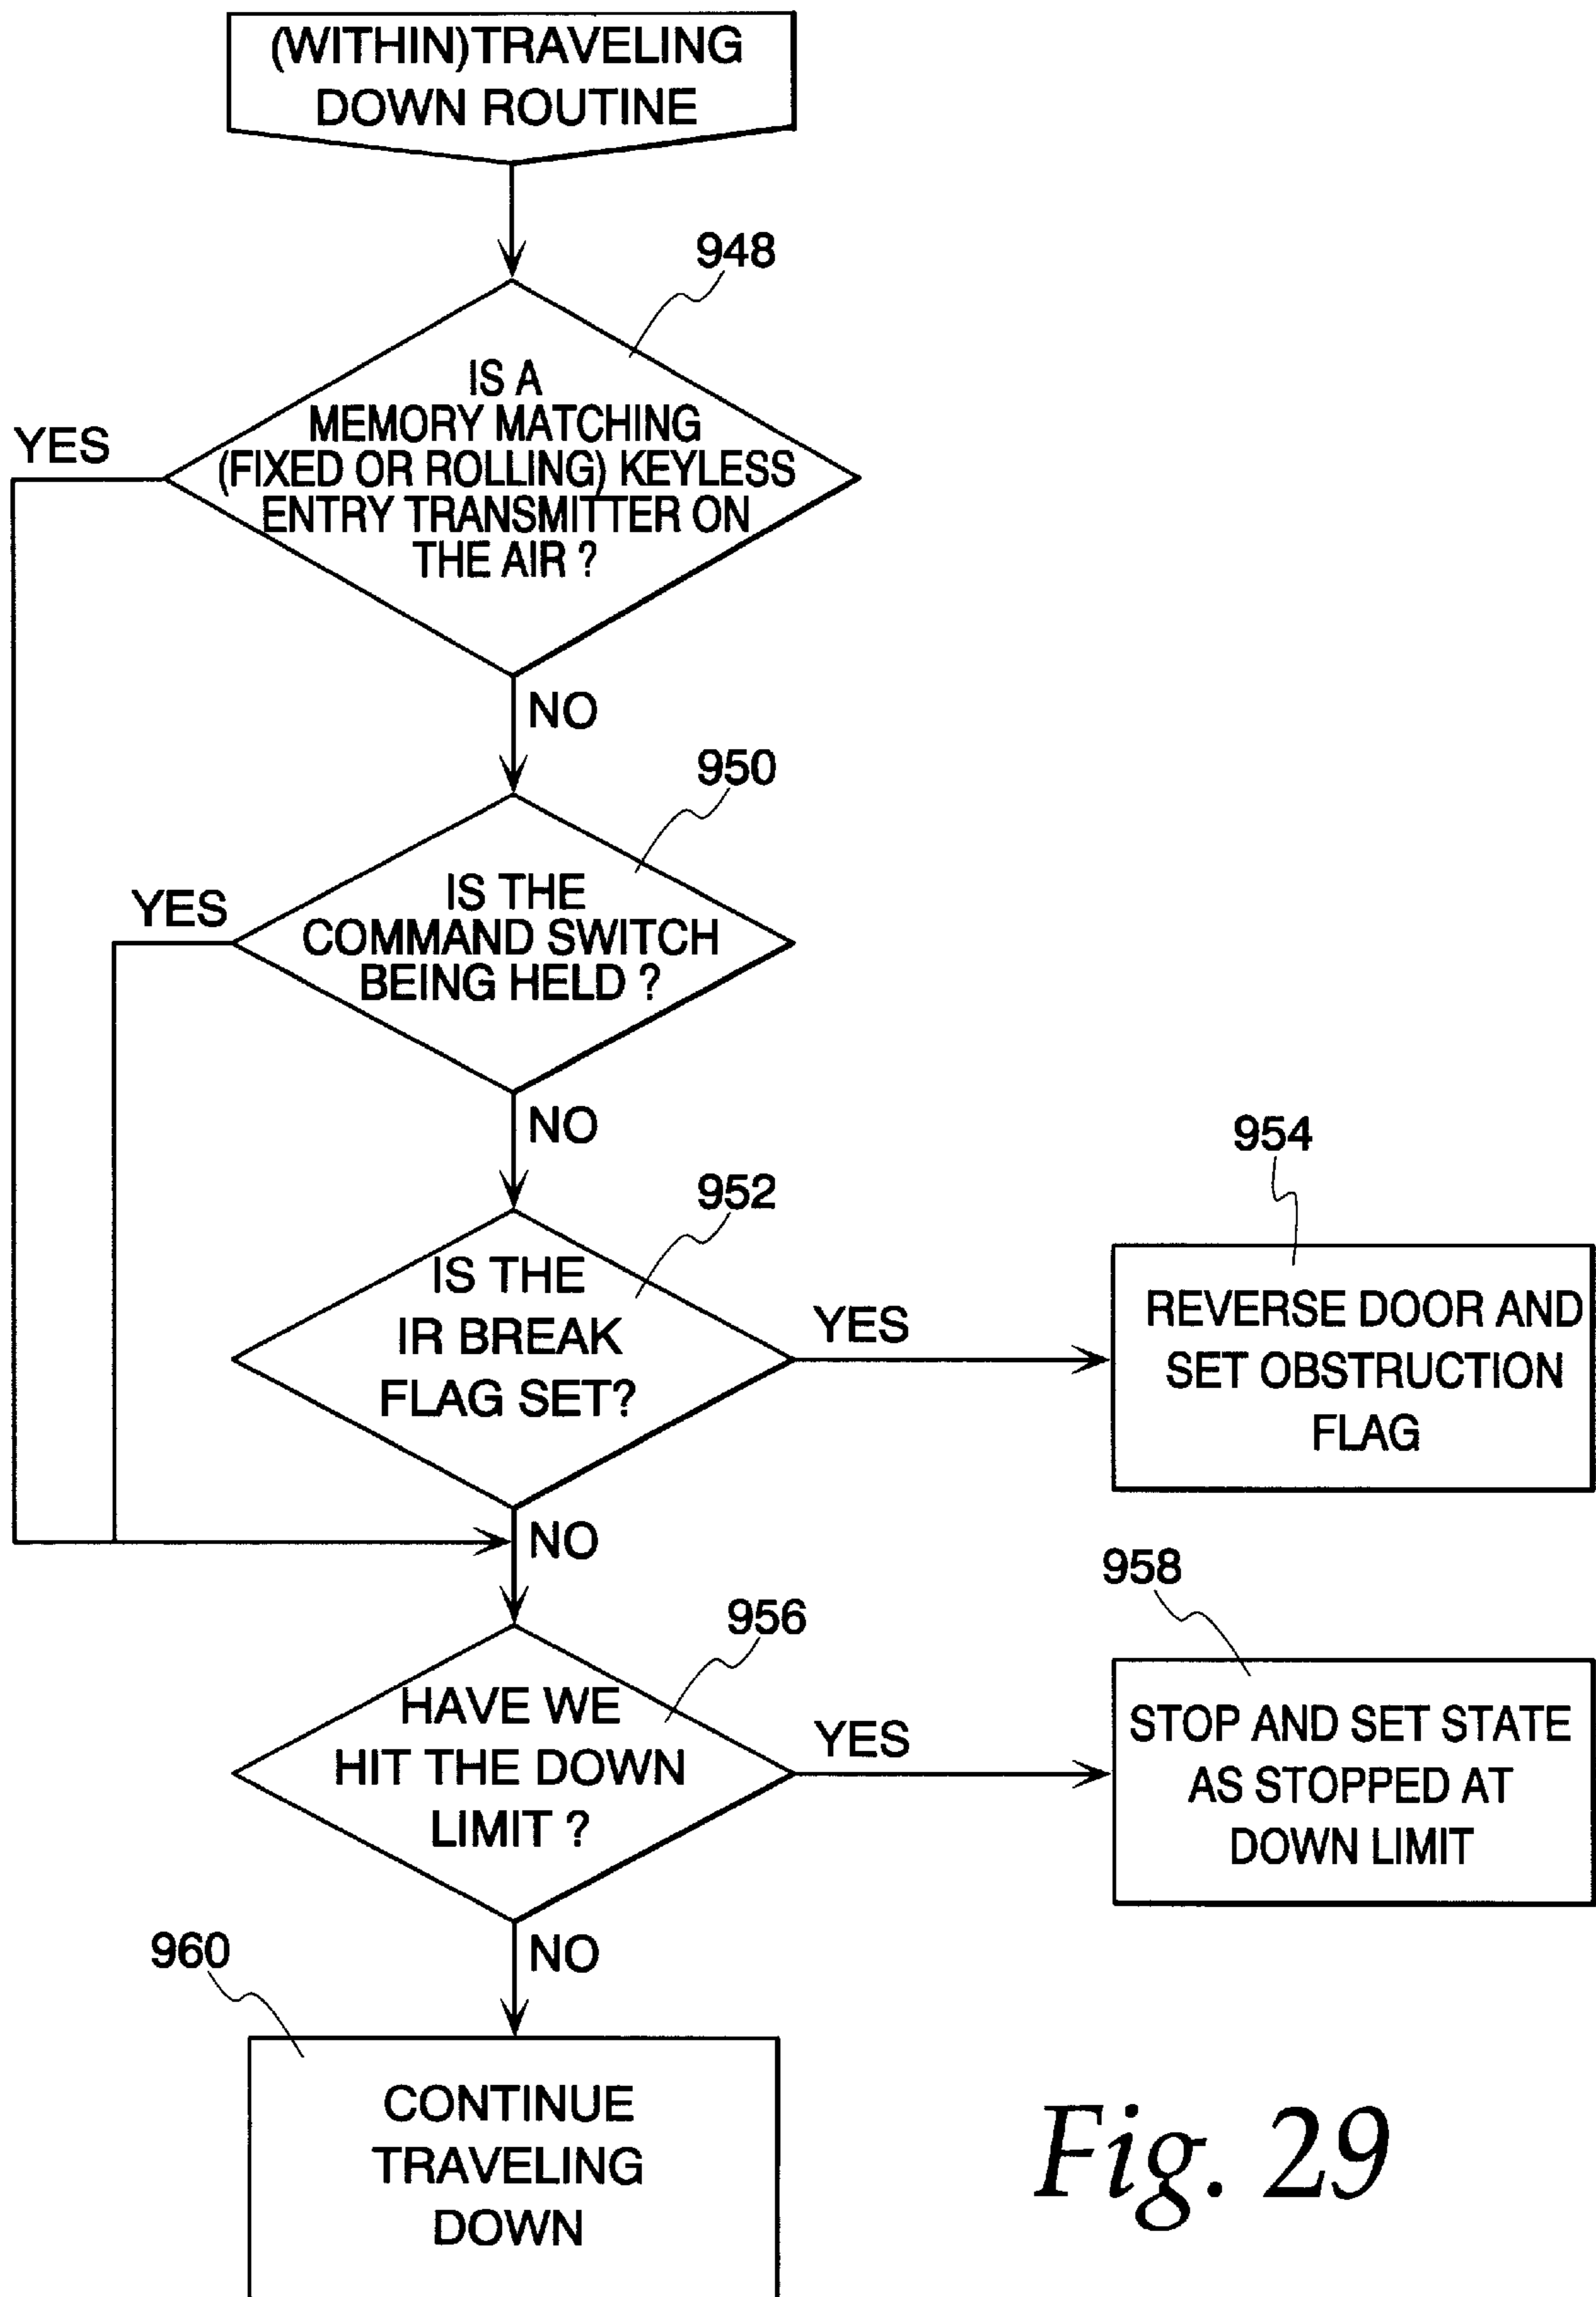 (WITHIN)TRAVELING
DOWN ROUTINE
948
IS A
MEMORY MATCHING
(FIXED OR ROLLING) KEYLESS
ENTRY TRANSMITTER ON
THE AIR ?
YES
NO
950
IS THE
COMMAND SWITCH
BEING HELD ?
YES
NO
952
IS THE
IR BREAK
FLAG SET?
YES
954
REVERSE DOOR AND
SET OBSTRUCTION
FLAG
NO
956
HAVE WE
HIT THE DOWN
LIMIT ?
YES
958
STOP AND SET STATE
AS STOPPED AT
DOWN LIMIT
NO
960
CONTINUE
TRAVELING
DOWN
Fig. 29